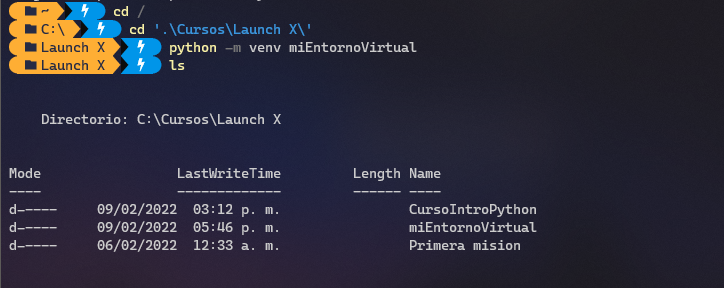 ~ cd /
C:\ cd '.\Cursos\Launch X\'
Launch X python -m venv miEntornoVirtual
Launch X ls
Directorio: C:\Cursos\Launch X
Mode LastWriteTime Length Name
---- ------------- ------ ----
d----- 09/02/2022 03:12 p. m. CursoIntroPython
d----- 09/02/2022 05:46 p. m. miEntornoVirtual
d----- 06/02/2022 12:33 a. m. Primera mision